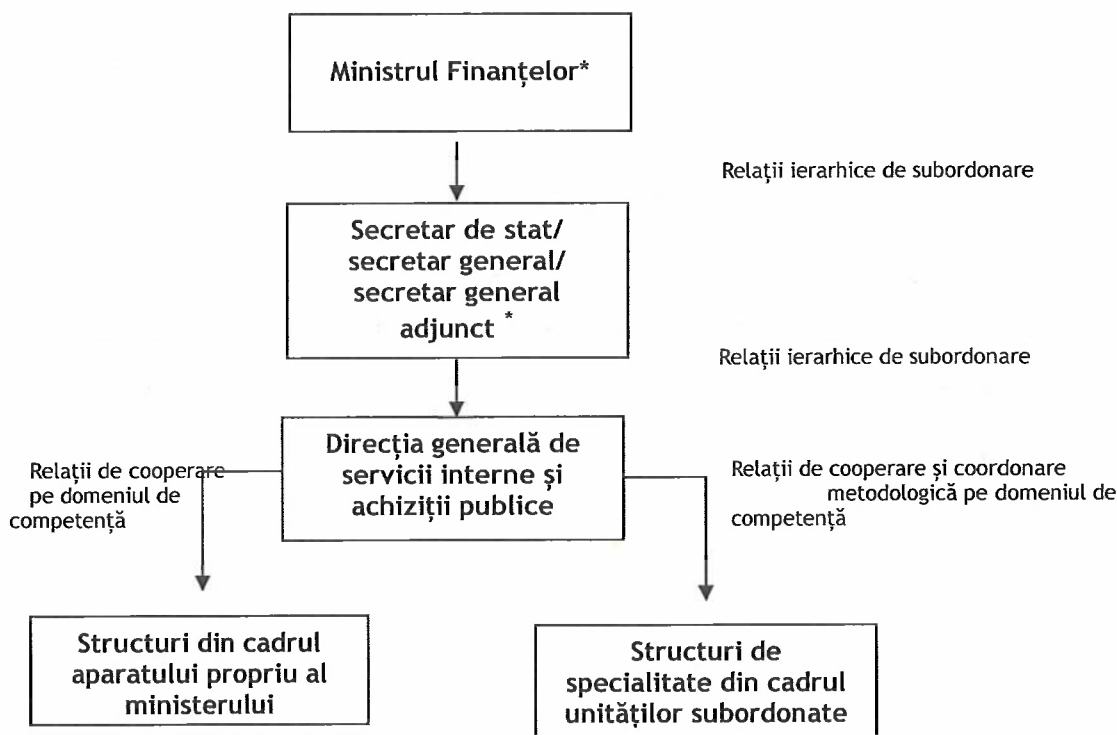 Ministrul Finanțelor*
Relații ierarhice de subordonare
Secretar de stat/
secretar general/
secretar general
adjunct *
Relații ierarhice de subordonare
Direcția generală de
servicii interne și
achiziții publice
Relații de cooperare
pe domeniul de
competență
Relații de cooperare și coordonare
metodologică pe domeniul de
competență
Structuri din cadrul
aparatului propriu al
ministerului
Structuri de
specialitate din cadrul
unităților subordonate